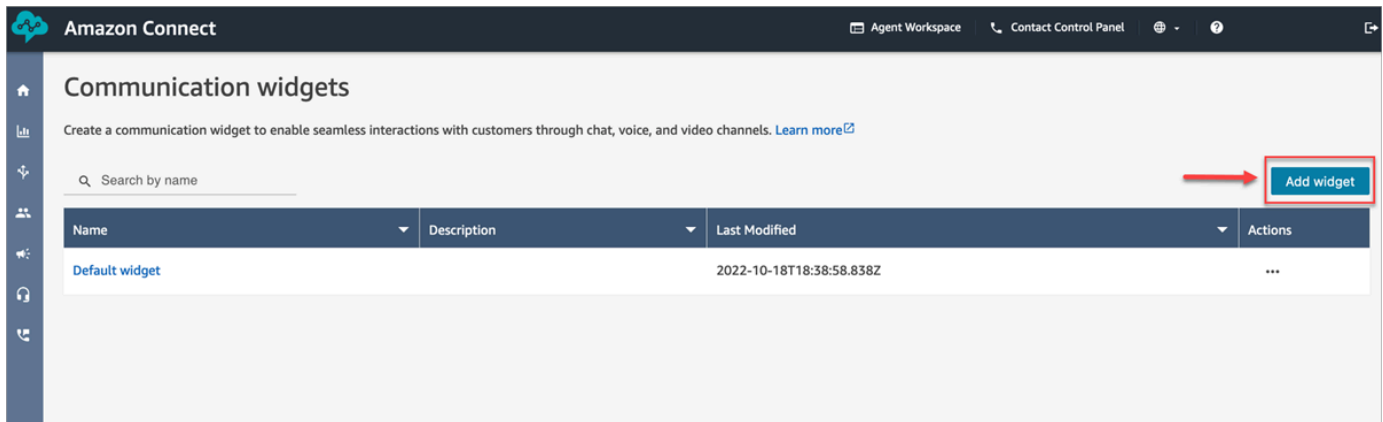 Amazon Connect
Agent Workspace
Contact Control Panel
Communication widgets
Create a communication widget to enable seamless interactions with customers through chat, voice, and video channels. Learn more
Search by name
Add widget
Name Description Last Modified Actions
Default widget 2022-10-18T18:38:58.838Z ...